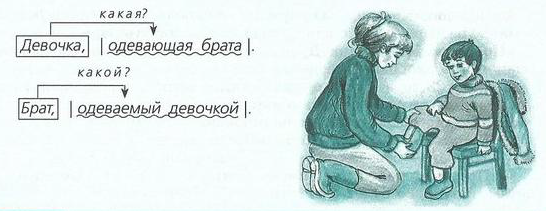 какая?
Девочка, | одевающая брата |.
какой?
Брат, | одеваемый девочкой |.